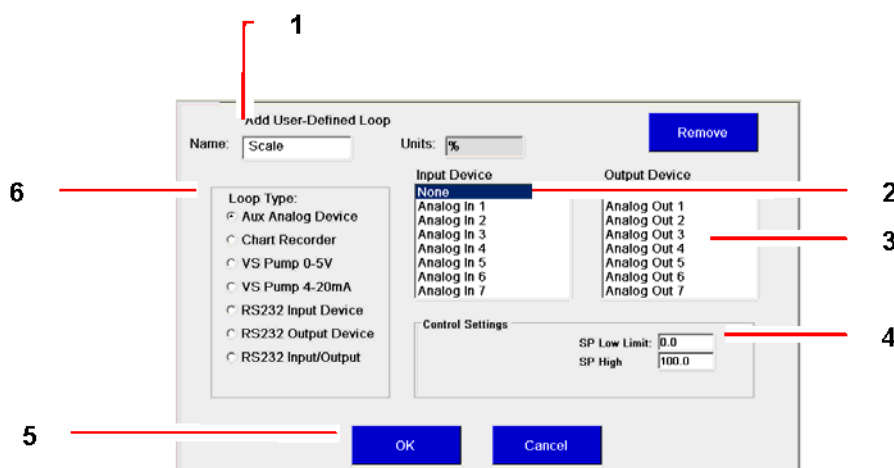 1
Add User-Defined Loop
Name: Scale Units: % Remove
Input Device Output Device
6
Loop Type:
Aux Analog Device
Chart Recorder
VS Pump 0-5V
VS Pump 4-20mA
RS232 Input Device
RS232 Output Device
RS232 Input/Output
None
Analog In 1
Analog In 2
Analog In 3
Analog In 4
Analog In 5
Analog In 6
Analog In 7
2
Analog Out 1
Analog Out 2
Analog Out 3
Analog Out 4
Analog Out 5
Analog Out 6
Analog Out 7
3
Control Settings
SP Low Limit: 0.0
SP High 100.0
4
5
OK Cancel